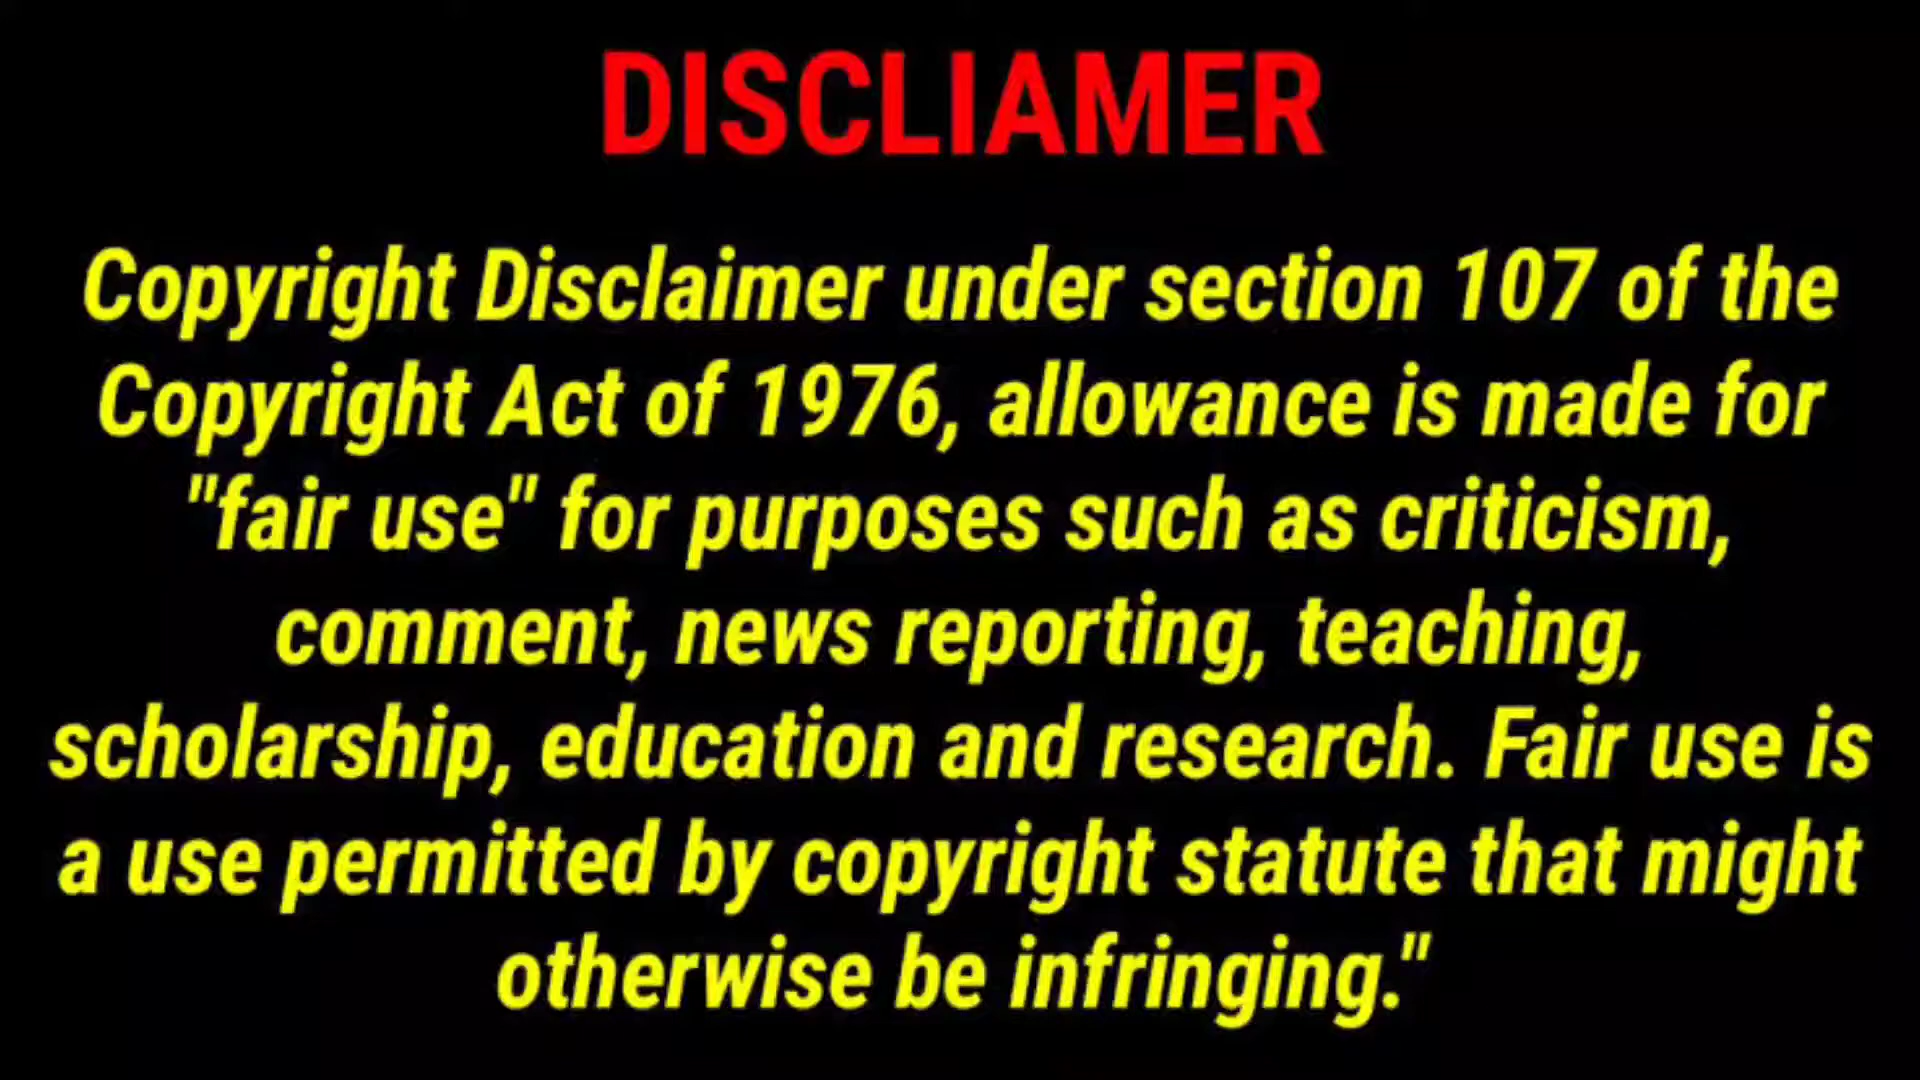 DISCLIAMER
Copyright Disclaimer under section 107 of the
Copyright Act of 1976, allowance is made for
"fair use" for purposes such as criticism,
comment, news reporting, teaching,
scholarship, education and research. Fair use is
a use permitted by copyright statute that might
otherwise be infringing."